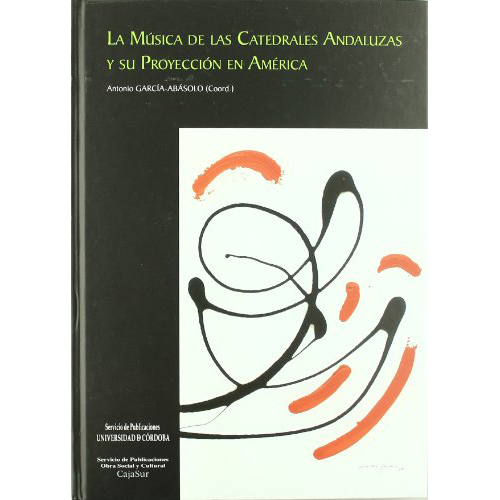 La Música de las Catedrales Andaluzas
y su Proyección en América
Antonio GARCÍA-ABÁSOLO (Coord.)
Servicio de Publicaciones
UNIVERSIDAD DE CÓRDOBA
Servicio de Publicaciones
Obra Social y Cultural
CajaSur